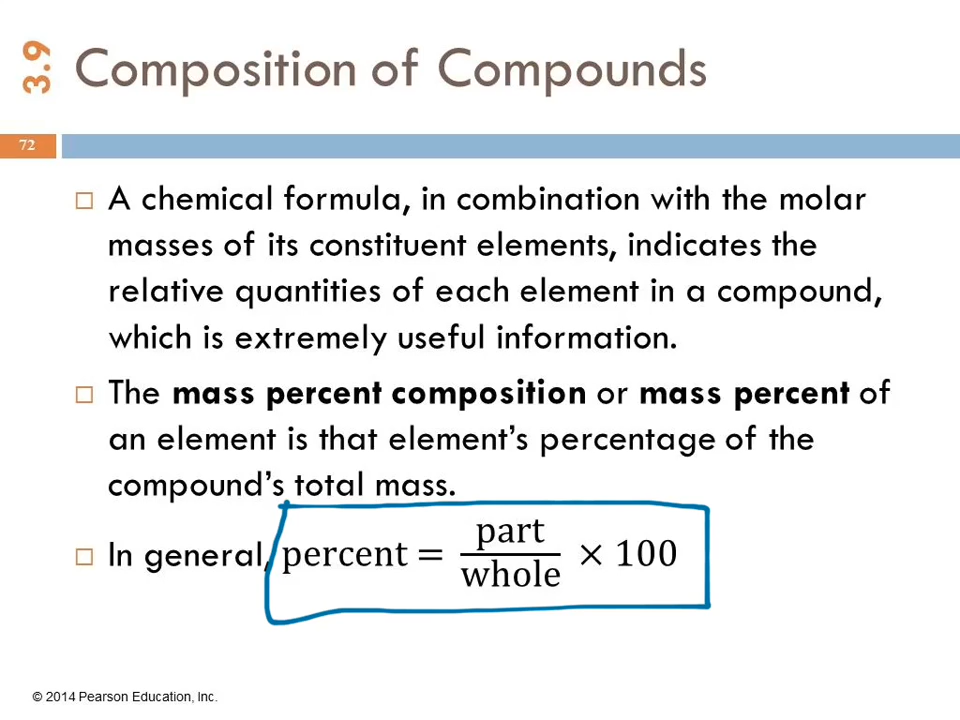 3.9
Composition of Compounds
72
A chemical formula, in combination with the molar
masses of its constituent elements, indicates the
relative quantities of each element in a compound,
which is extremely useful information.
The mass percent composition or mass percent of
an element is that element's percentage of the
compound's total mass.
In general, percent = part/whole × 100
© 2014 Pearson Education, Inc.